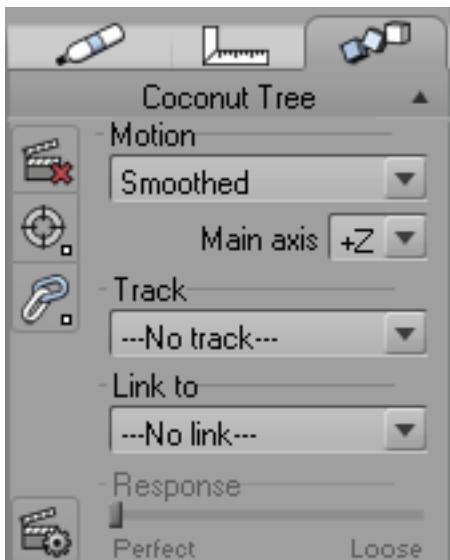 Coconut Tree
Motion
Smoothed
Main axis +Z
Track
---No track---
Link to
---No link---
Response
Perfect Loose